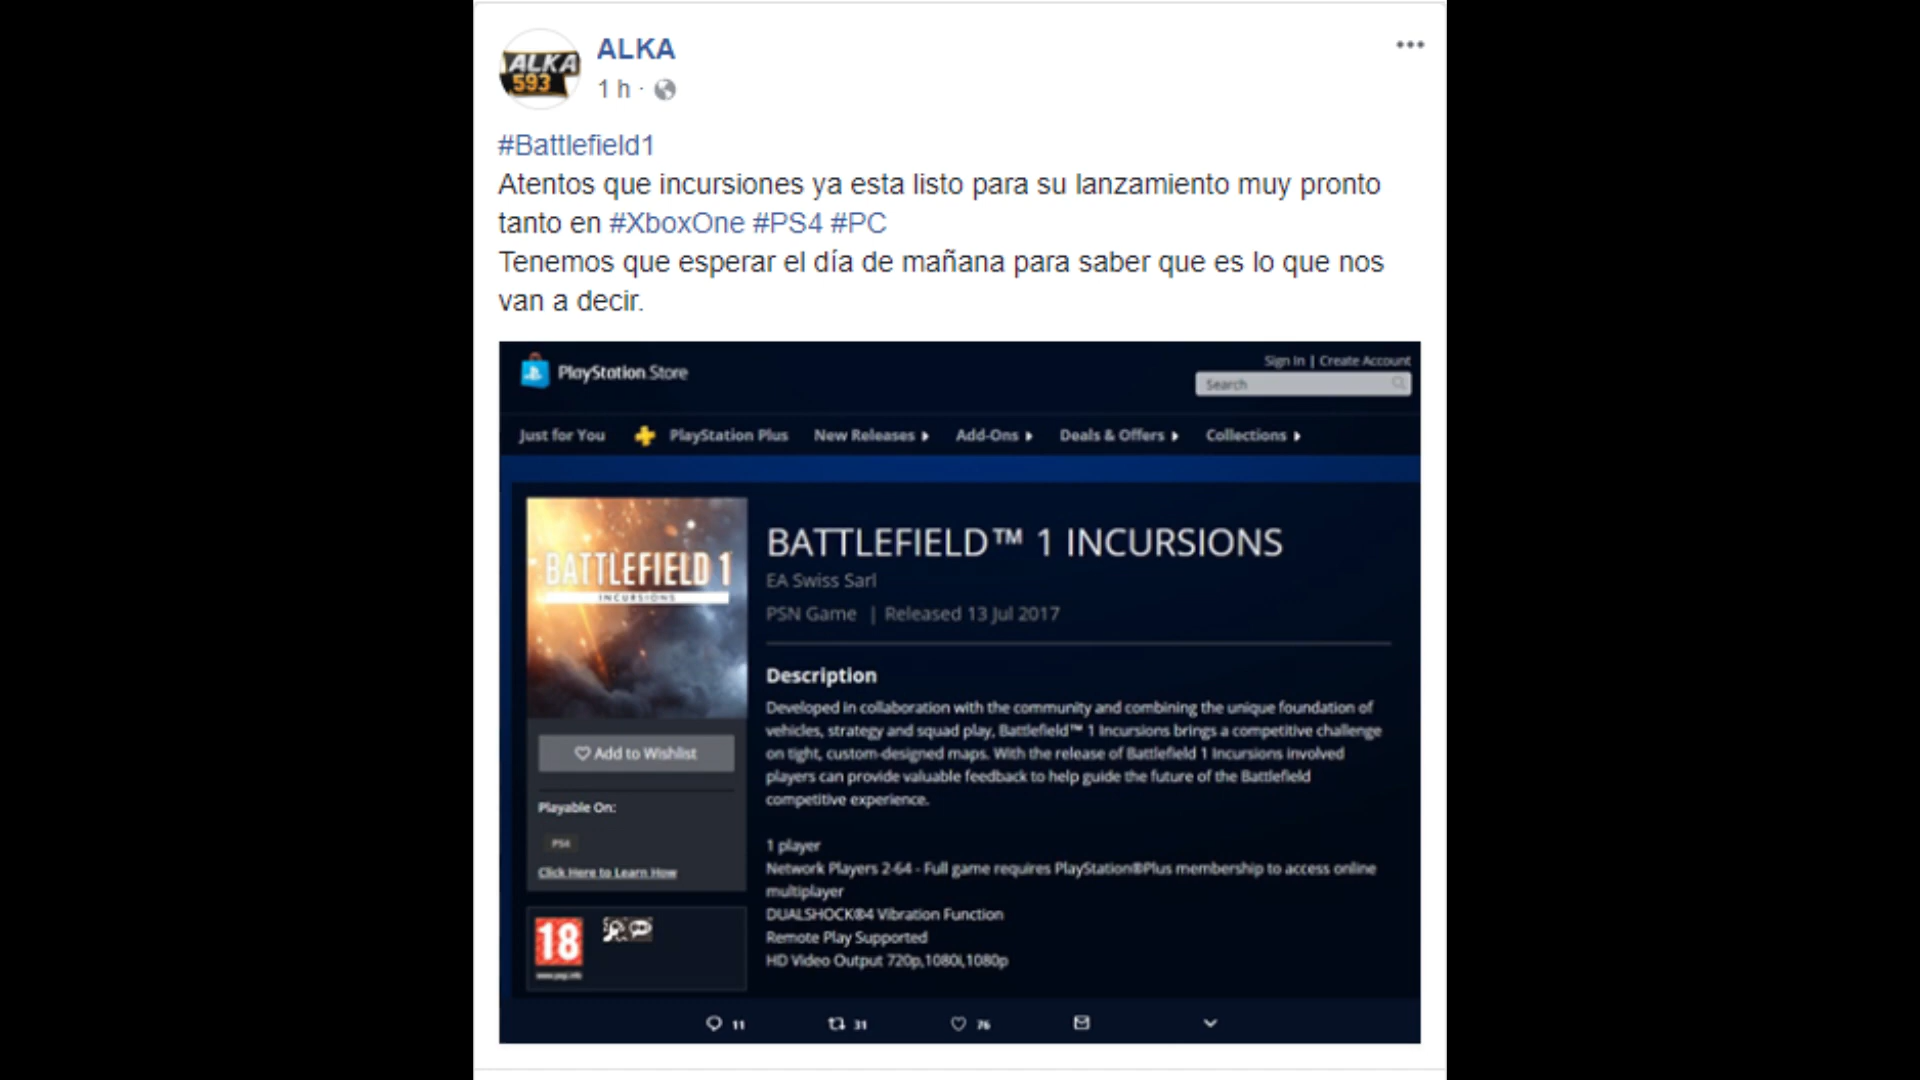 ALKA
593
ALKA
1 h ·
#Battlefield1
Atentos que incursiones ya esta listo para su lanzamiento muy pronto
tanto en #XboxOne #PS4 #PC
Tenemos que esperar el día de mañana para saber que es lo que nos
van a decir.
PlayStation Store
Sign In | Create Account
Search
Just for You PlayStation Plus New Releases Add-Ons Deals & Offers Collections
BATTLEFIELD 1
INCURSIONS
BATTLEFIELD™ 1 INCURSIONS
EA Swiss Sarl
PSN Game | Released 13 Jul 2017
Description
Developed in collaboration with the community and combining the unique foundation of
vehicles, strategy and squad play, Battlefield™ 1 Incursions brings a competitive challenge
on tight, custom-designed maps. With the release of Battlefield 1 Incursions involved
players can provide valuable feedback to help guide the future of the Battlefield
competitive experience.
Add to Wishlist
Playable On:
PS4
Click Here to Learn How
1 player
Network Players 2-64 - Full game requires PlayStation®Plus membership to access online
multiplayer
DUALSHOCK®4 Vibration Function
Remote Play Supported
HD Video Output 720p,1080i,1080p
18
www.pegi.info
11 31 76